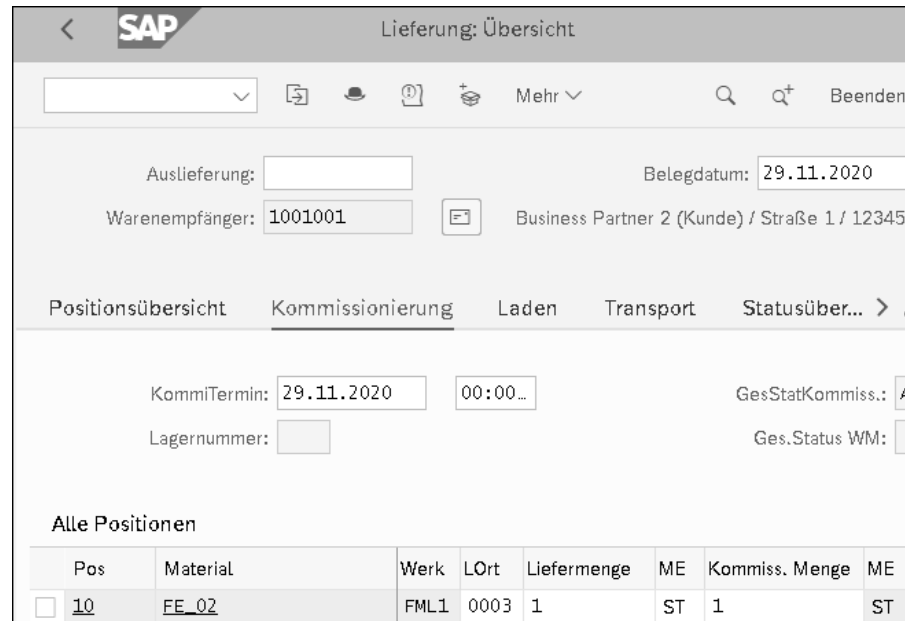 SAP Lieferung: Übersicht
Mehr Beenden
Auslieferung: Belegdatum: 29.11.2020
Warenempfänger: 1001001 Business Partner 2 (Kunde) / Straße 1 / 12345
Positionsübersicht Kommissionierung Laden Transport Statusüber...
KommiTermin: 29.11.2020 00:00… GesStatKommiss.: A
Lagernummer: Ges.Status WM:
Alle Positionen
Pos Material Werk LOrt Liefermenge ME Kommiss. Menge ME
10 FE_02 FML1 0003 1 ST 1 ST